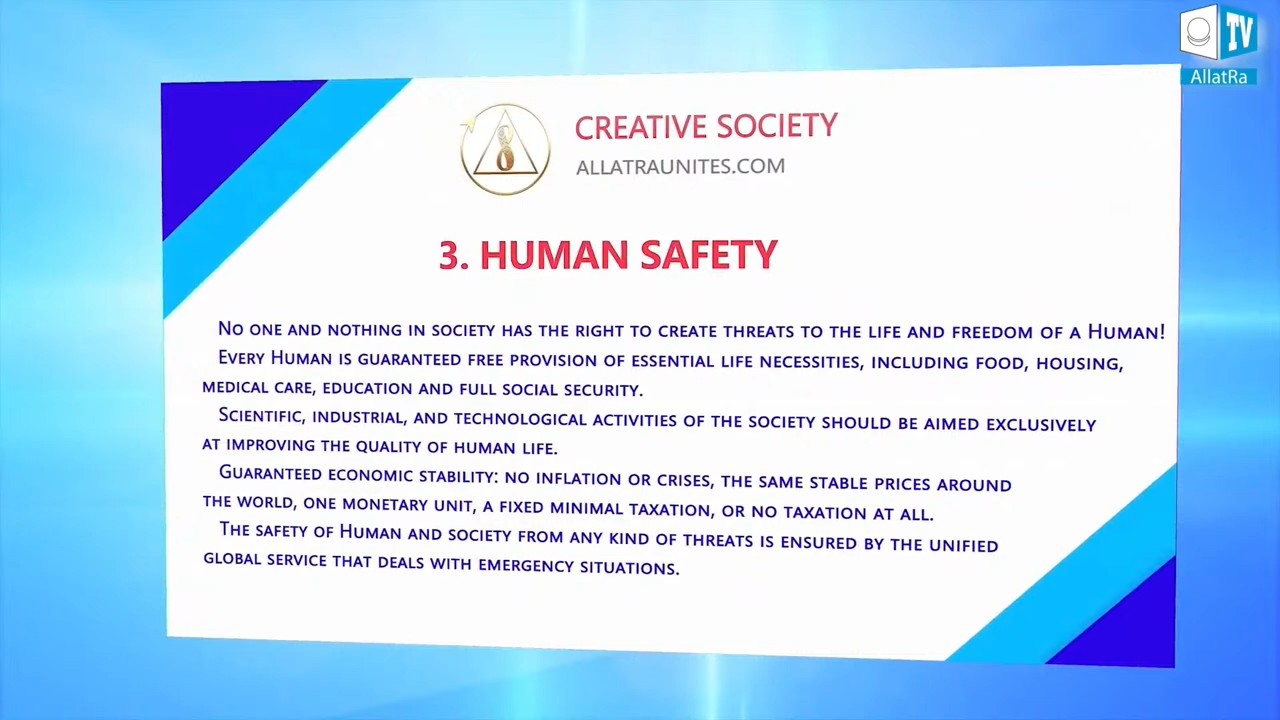 TV
AllatRa
CREATIVE SOCIETY
ALLATRAUNITES.COM
3. HUMAN SAFETY
No one and nothing in society has the right to create threats to the life and freedom of a Human!
Every Human is guaranteed free provision of essential life necessities, including food, housing,
medical care, education and full social security.
Scientific, industrial, and technological activities of the society should be aimed exclusively
at improving the quality of human life.
Guaranteed economic stability: no inflation or crises, the same stable prices around
the world, one monetary unit, a fixed minimal taxation, or no taxation at all.
The safety of Human and society from any kind of threats is ensured by the unified
global service that deals with emergency situations.